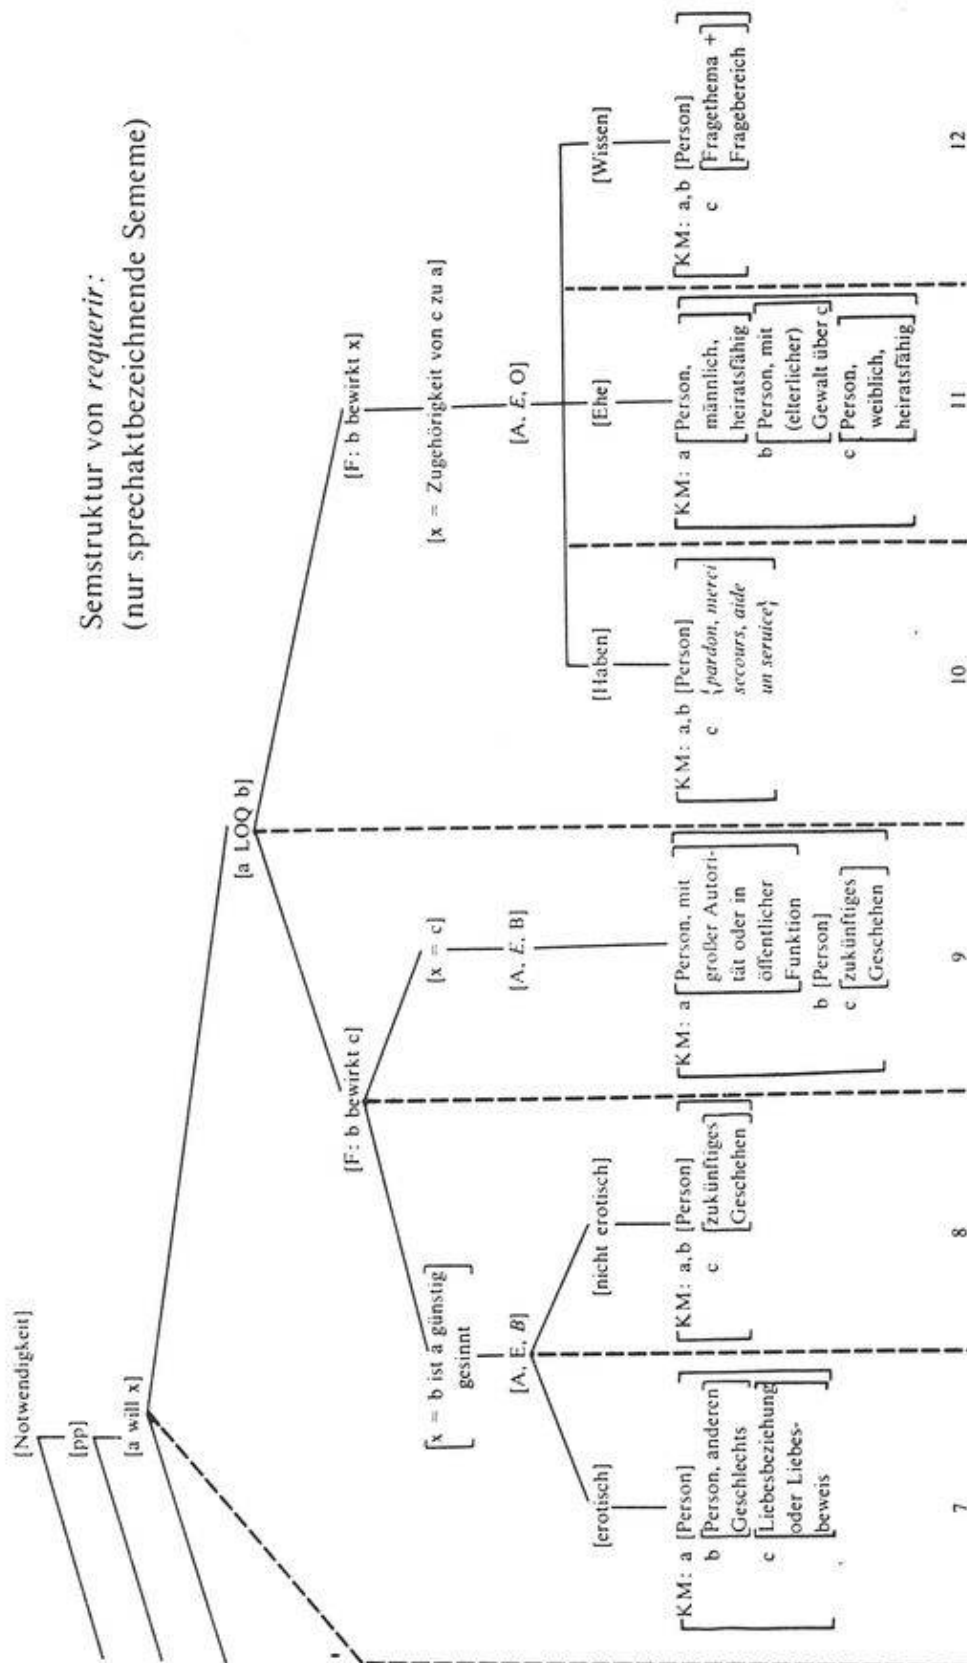 Semstruktur von requerir:
(nur sprechaktbezeichnende Sememe)
[Notwendigkeit]
[pp]
[a will x]
[a LOQ b]
[F: b bewirkt c]
[F: b bewirkt x]
[x = b ist a günstig
gesinnt]
[x = c]
[x = Zugehörigkeit von c zu a]
[A, E, B]
[A, E, B]
[A, E, O]
[erotisch]
[nicht erotisch]
[Haben]
[Ehe]
[Wissen]
[KM: a [Person]
b [Person, anderen
Geschlechts]
c [Liebesbeziehung
oder Liebes-
beweis]]
7
[KM: a,b [Person]
c [zukünftiges
Geschehen]]
8
[KM: a [Person, mit
großer Autori-
tät oder in
öffentlicher
Funktion]
b [Person]
c [zukünftiges
Geschehen]]
9
[KM: a,b [Person]
c {pardon, merci
secours, aide
un service}]
10
[KM: a [Person,
männlich,
heiratsfähig]
b [Person, mit
(elterlicher)
Gewalt über c]
c [Person,
weiblich,
heiratsfähig]]
11
[KM: a,b [Person]
c [Fragethema +
Fragebereich]]
12